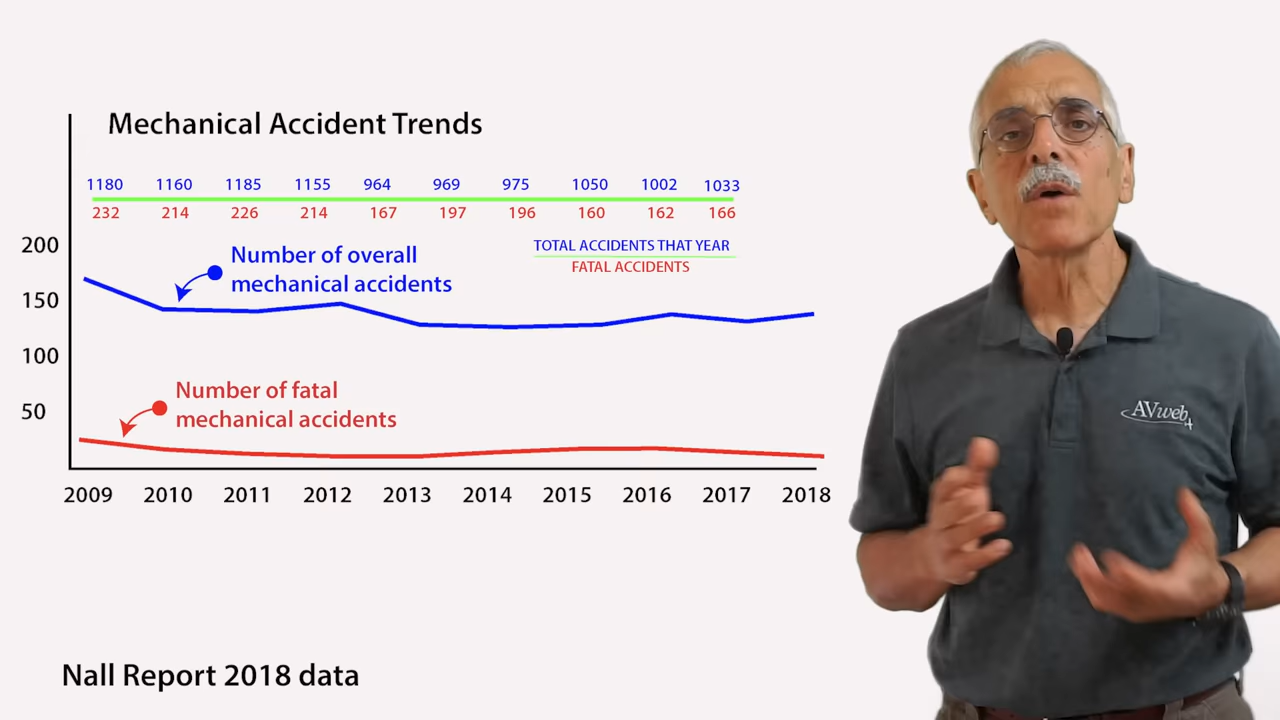 Mechanical Accident Trends
1180 1160 1185 1155 964 969 975 1050 1002 1033
232 214 226 214 167 197 196 160 162 166
TOTAL ACCIDENTS THAT YEAR
FATAL ACCIDENTS
200
150
100
50
Number of overall
mechanical accidents
Number of fatal
mechanical accidents
2009 2010 2011 2012 2013 2014 2015 2016 2017 2018
AVweb
Nall Report 2018 data